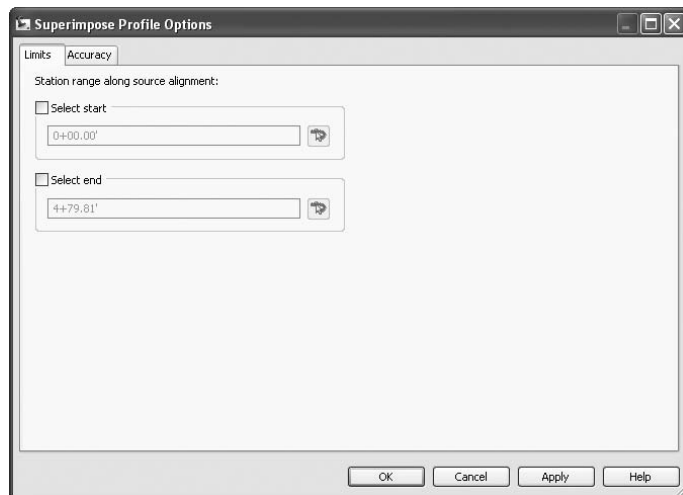 Superimpose Profile Options
Limits Accuracy
Station range along source alignment:
Select start
0+00.00'
Select end
4+79.81'
OK Cancel Apply Help